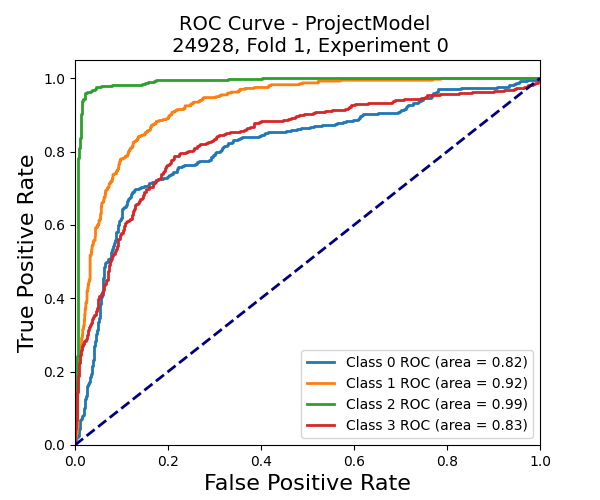 ROC Curve - ProjectModel
24928, Fold 1, Experiment 0
True Positive Rate
1.0
0.8
0.6
0.4
0.2
0.0
Class 0 ROC (area = 0.82)
Class 1 ROC (area = 0.92)
Class 2 ROC (area = 0.99)
Class 3 ROC (area = 0.83)
0.0 0.2 0.4 0.6 0.8 1.0
False Positive Rate